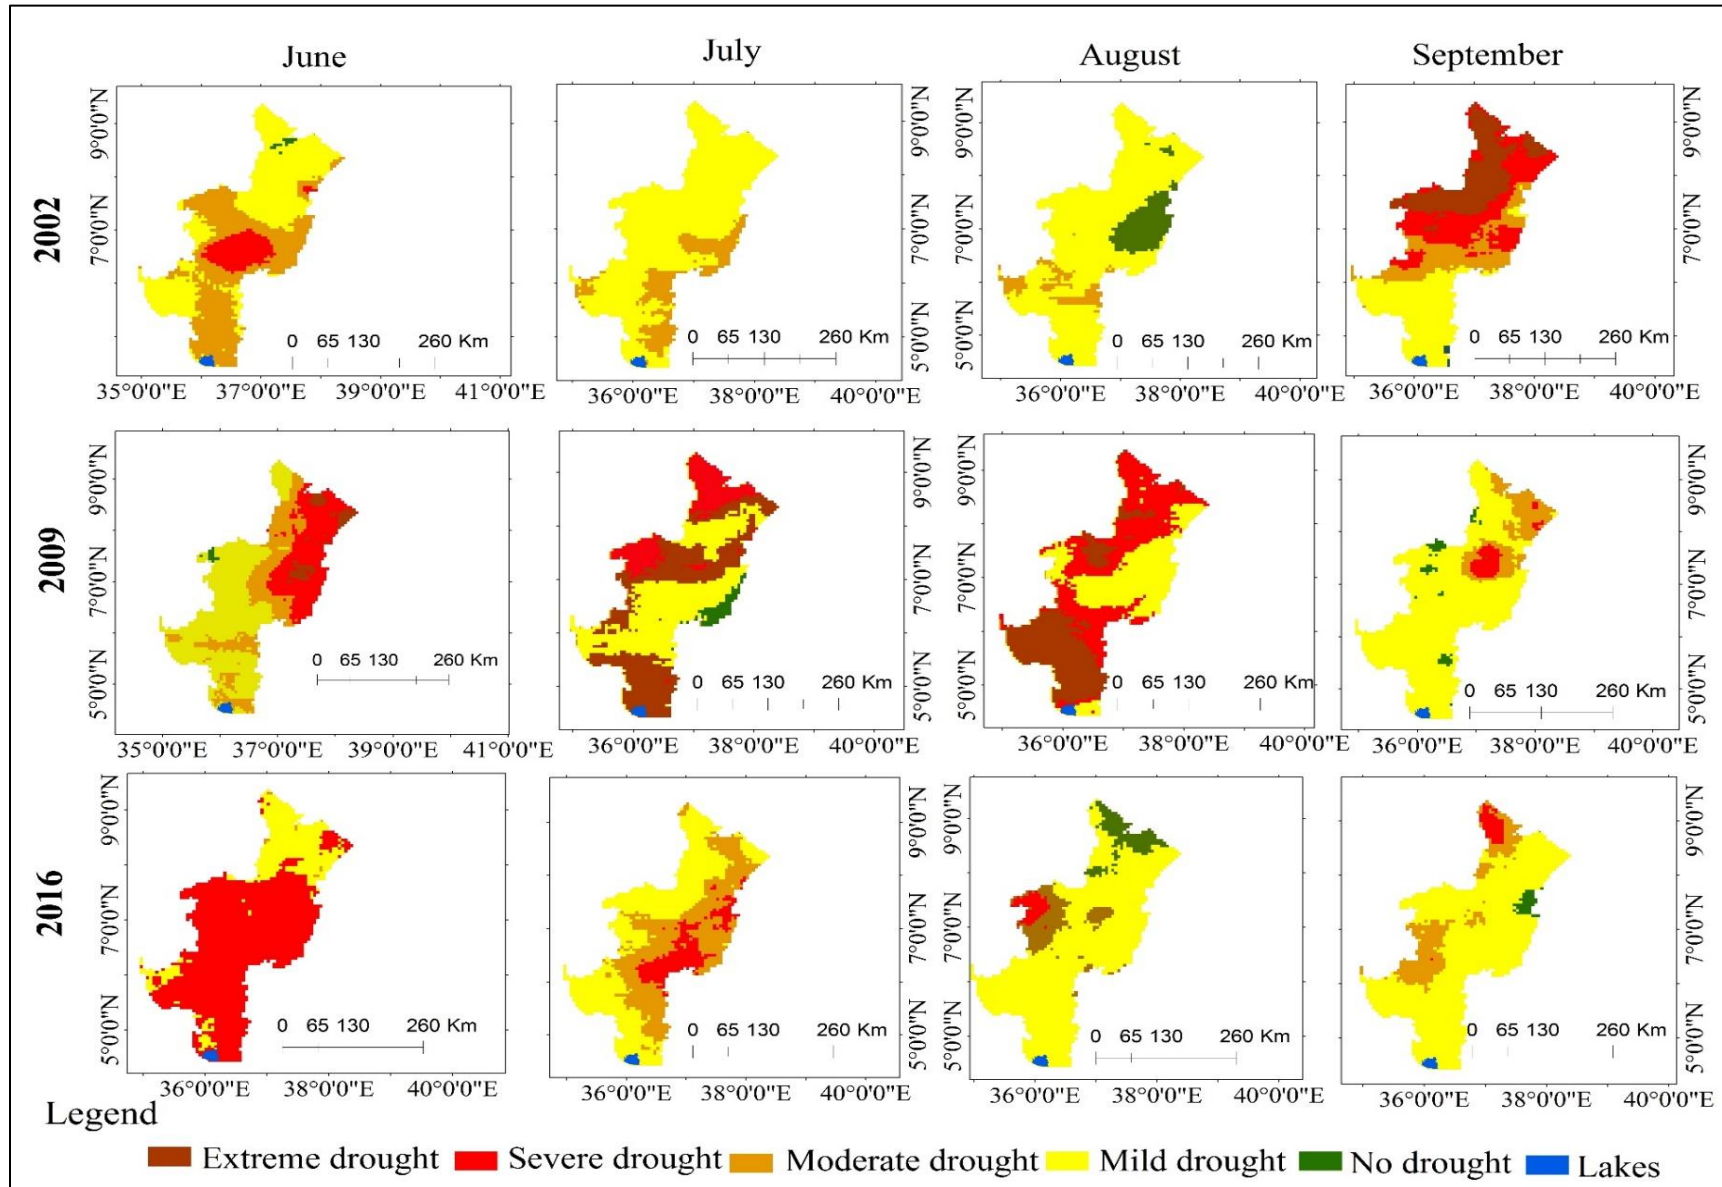 June July August September
2002
9°0'0"N 7°0'0"N
0 65 130 260 Km
35°0'0"E 37°0'0"E 39°0'0"E 41°0'0"E
9°0'0"N 7°0'0"N 5°0'0"N
0 65 130 260 Km
36°0'0"E 38°0'0"E 40°0'0"E
9°0'0"N 7°0'0"N 5°0'0"N
0 65 130 260 Km
36°0'0"E 38°0'0"E 40°0'0"E
9°0'0"N 7°0'0"N
0 65 130 260 Km
36°0'0"E 38°0'0"E 40°0'0"E
2009
9°0'0"N 7°0'0"N 5°0'0"N
0 65 130 260 Km
35°0'0"E 37°0'0"E 39°0'0"E 41°0'0"E
9°0'0"N 7°0'0"N 5°0'0"N
0 65 130 260 Km
36°0'0"E 38°0'0"E 40°0'0"E
9°0'0"N 7°0'0"N 5°0'0"N
0 65 130 260 Km
36°0'0"E 38°0'0"E 40°0'0"E
9°0'0"N 7°0'0"N 5°0'0"N
0 65 130 260 Km
36°0'0"E 38°0'0"E 40°0'0"E
2016
9°0'0"N 7°0'0"N 5°0'0"N
0 65 130 260 Km
36°0'0"E 38°0'0"E 40°0'0"E
9°0'0"N 7°0'0"N 5°0'0"N
0 65 130 260 Km
36°0'0"E 38°0'0"E 40°0'0"E
9°0'0"N 7°0'0"N 5°0'0"N
0 65 130 260 Km
36°0'0"E 38°0'0"E 40°0'0"E
9°0'0"N 7°0'0"N 5°0'0"N
0 65 130 260 Km
36°0'0"E 38°0'0"E 40°0'0"E
Legend
Extreme drought Severe drought Moderate drought Mild drought No drought Lakes